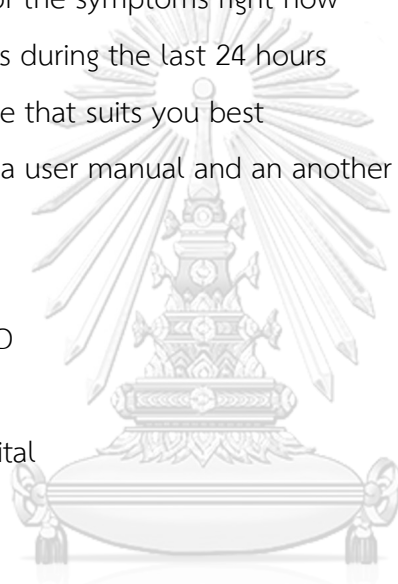 the symptoms right now
s during the last 24 hours
e that suits you best
a user manual and an another
ital